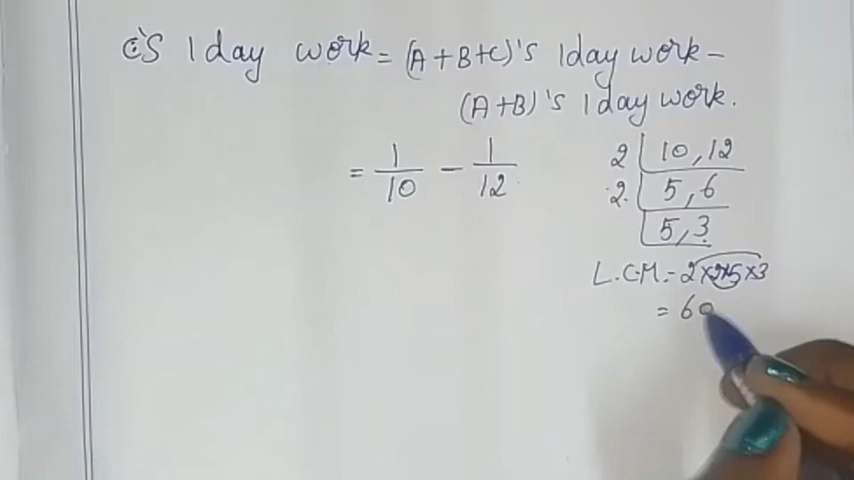 C's 1 day work = (A+B+C)'s 1 day work -
(A+B)'s 1 day work.
= 1/10 - 1/12
2 | 10, 12
2 | 5, 6
5, 3
L.C.M. - 2×2×5×3
= 60